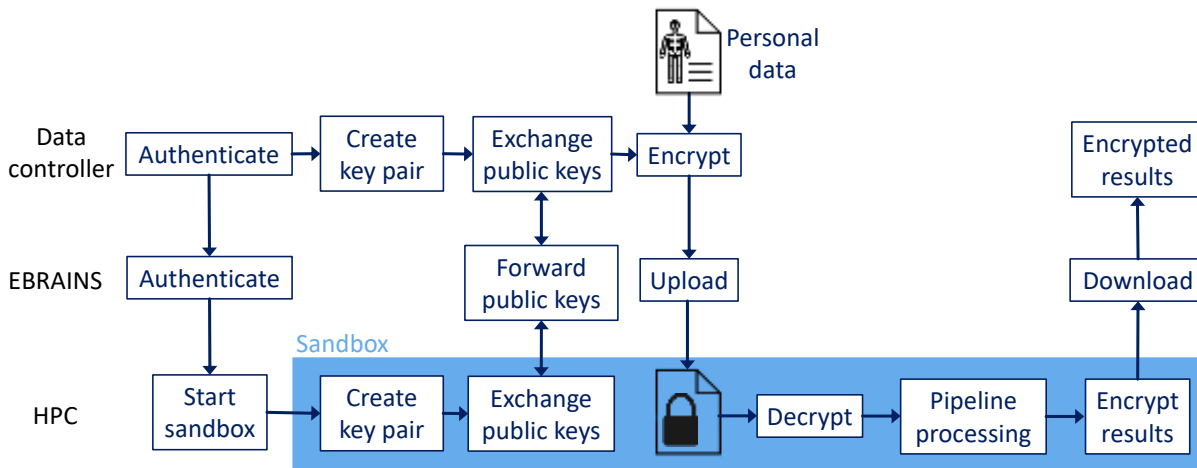 Personal
data
Data
controller
Authenticate
Create
key pair
Exchange
public keys
Encrypt
Encrypted
results
EBRAINS
Authenticate
Forward
public keys
Upload
Download
Sandbox
HPC
Start
sandbox
Create
key pair
Exchange
public keys
Decrypt
Pipeline
processing
Encrypt
results